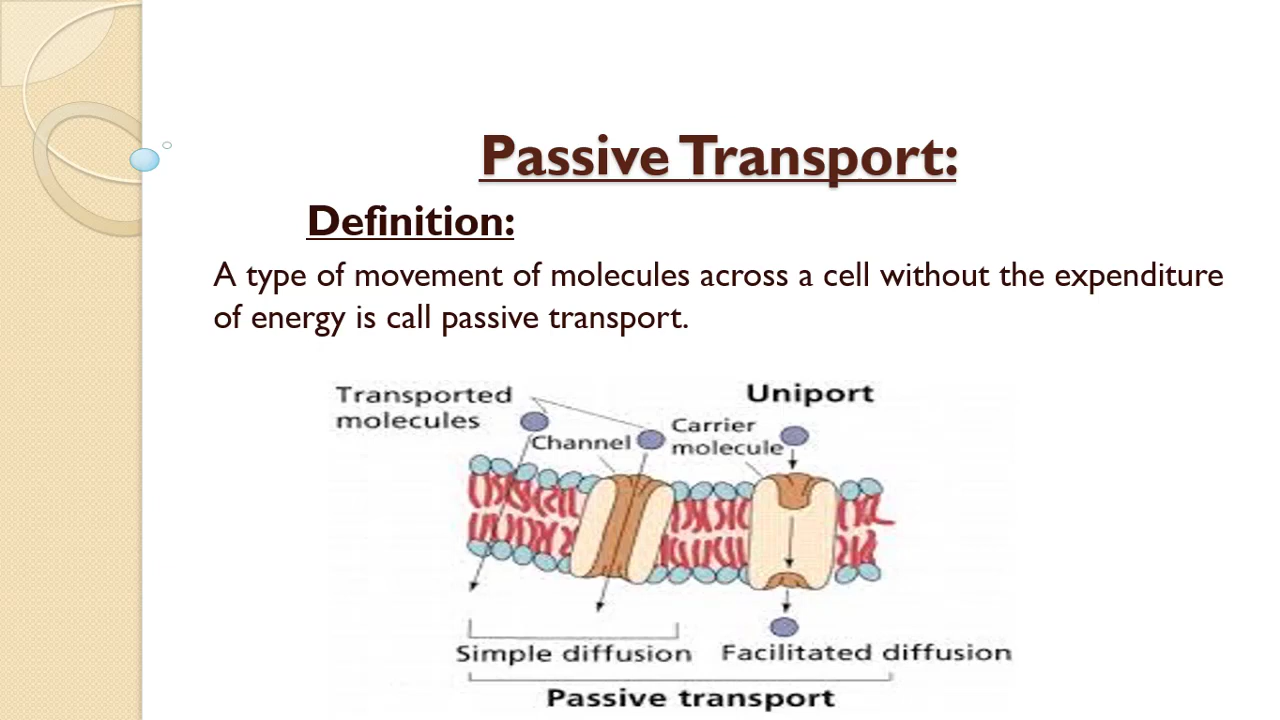 Passive Transport:
Definition:
A type of movement of molecules across a cell without the expenditure
of energy is call passive transport.
Transported
molecules
Uniport
Channel
Carrier
molecule
Simple diffusion
Facilitated diffusion
Passive transport